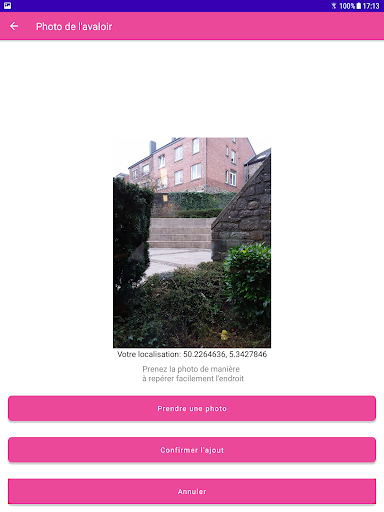 100% 17:13
Photo de l'avaloir
Votre localisation: 50.2264636, 5.3427846
Prenez la photo de manière
à repérer facilement l'endroit
Prendre une photo
Confirmer l'ajout
Annuler